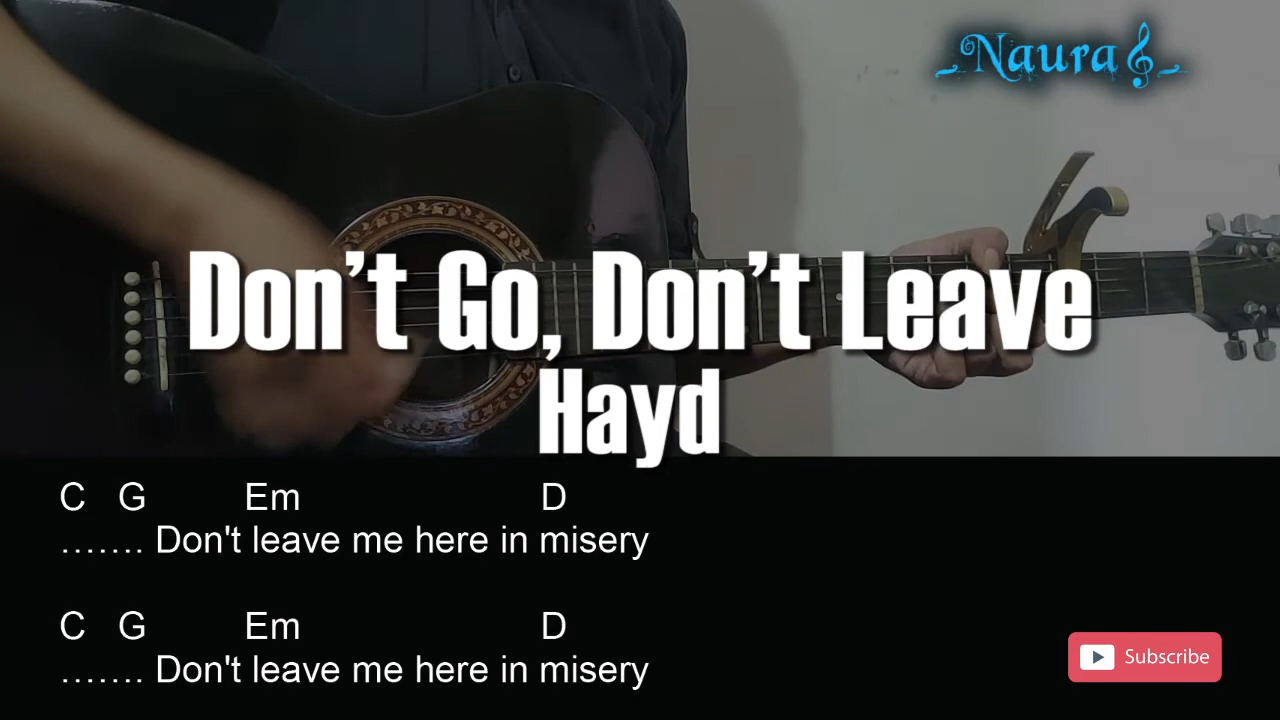 Naura
Don't Go, Don't Leave
Hayd
C G Em D
....... Don't leave me here in misery
C G Em D
....... Don't leave me here in misery
Subscribe